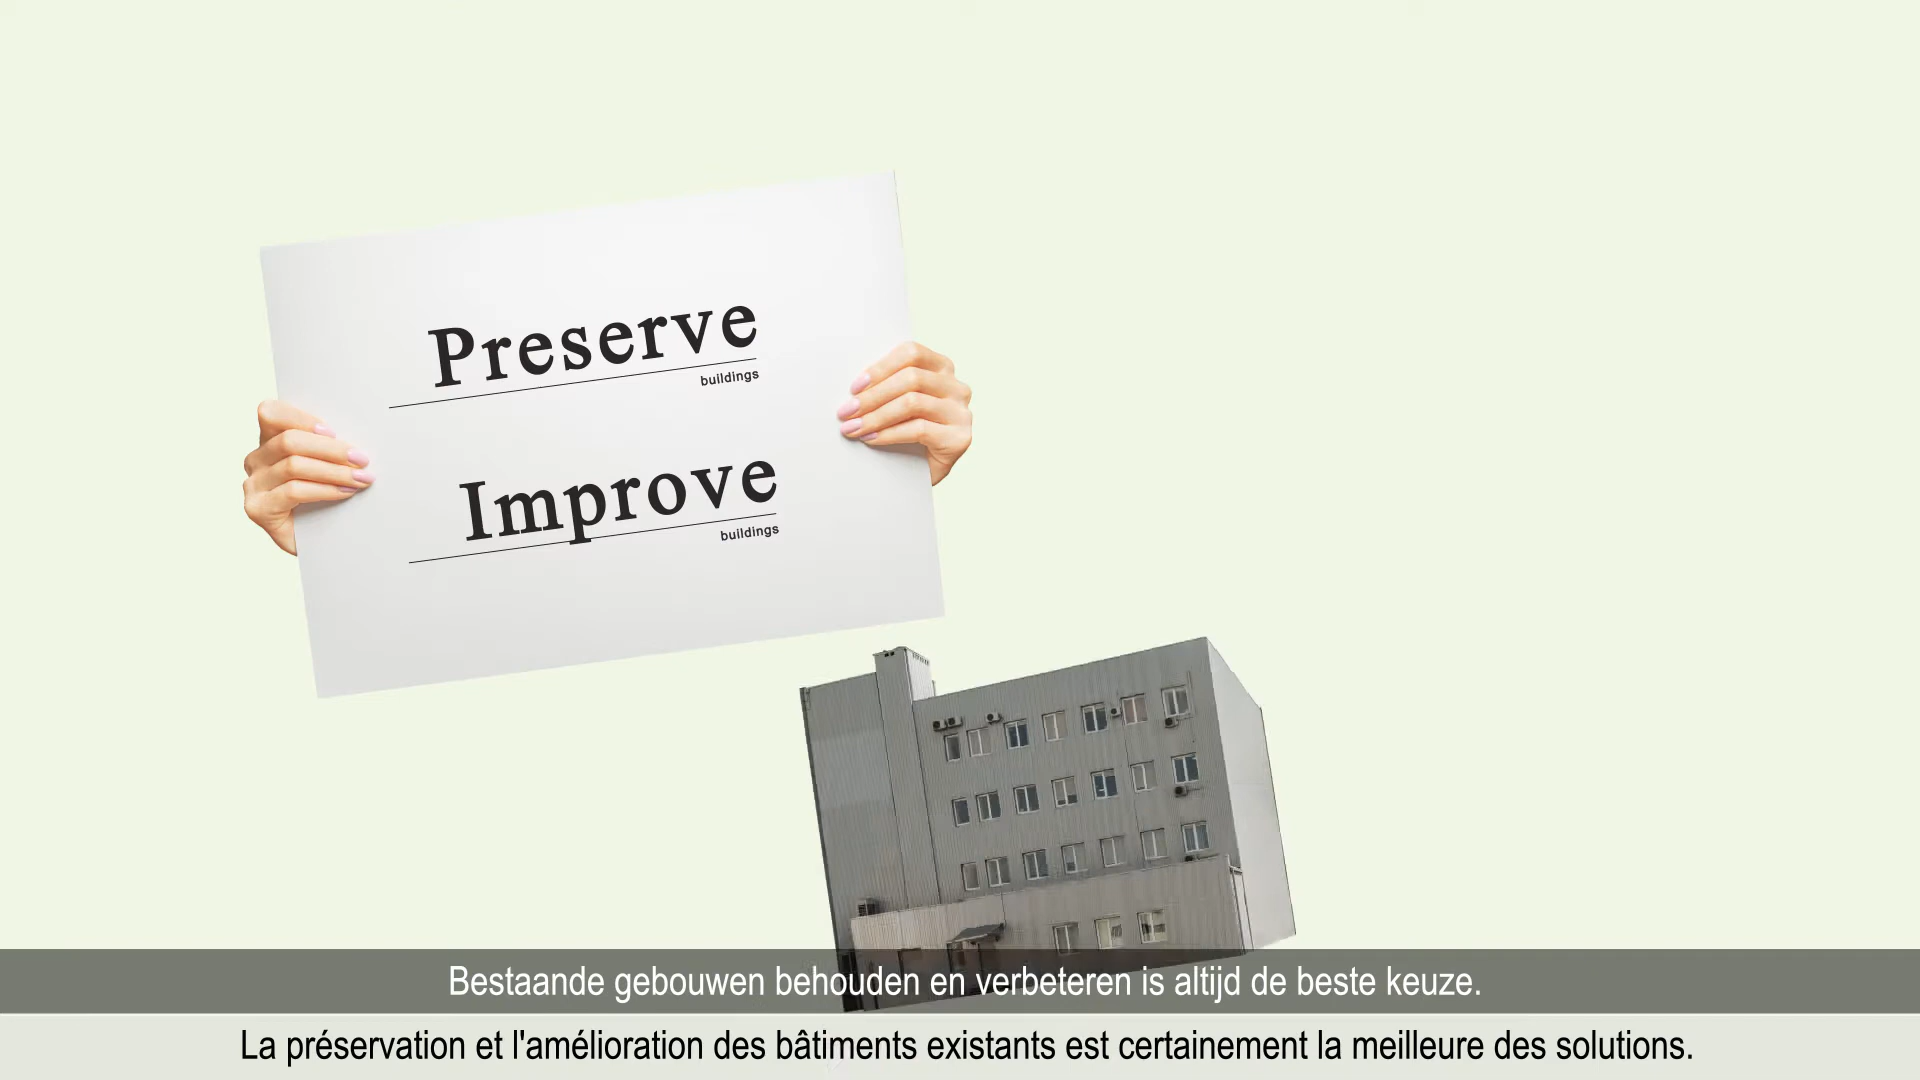 Preserve
buildings
Improve
buildings
Bestaande gebouwen behouden en verbeteren is altijd de beste keuze.
La préservation et l'amélioration des bâtiments existants est certainement la meilleure des solutions.